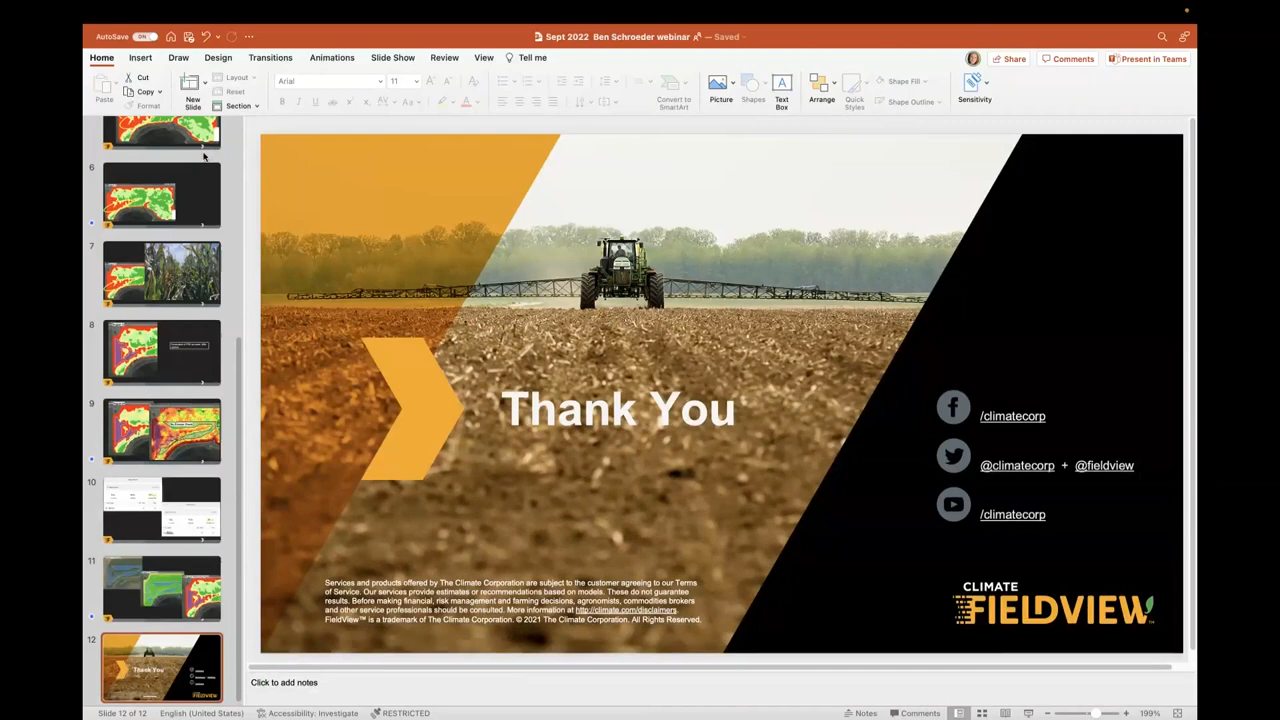 AutoSave ON
Sept 2022 Ben Schroeder webinar — Saved
Home Insert Draw Design Transitions Animations Slide Show Review View Tell me
Share Comments Present in Teams
Paste
Cut
Copy
Format
New
Slide
Layout
Reset
Section
Arial 11
Convert to
SmartArt
Picture
Shapes
Text
Box
Arrange
Quick
Styles
Shape Fill
Shape Outline
Sensitivity
6
7
8
9
10
11
12
Thank You
Thank You
/climatecorp
@climatecorp + @fieldview
/climatecorp
Services and products offered by The Climate Corporation are subject to the customer agreeing to our Terms
of Service. Our services provide estimates or recommendations based on models. These do not guarantee
results. Before making financial, risk management and farming decisions, agronomists, commodities brokers
and other service professionals should be consulted. More information at http://climate.com/disclaimers.
FieldView™ is a trademark of The Climate Corporation. © 2021 The Climate Corporation. All Rights Reserved.
CLIMATE
FIELDVIEW™
Click to add notes
Slide 12 of 12 English (United States) Accessibility: Investigate RESTRICTED Notes Comments 199%